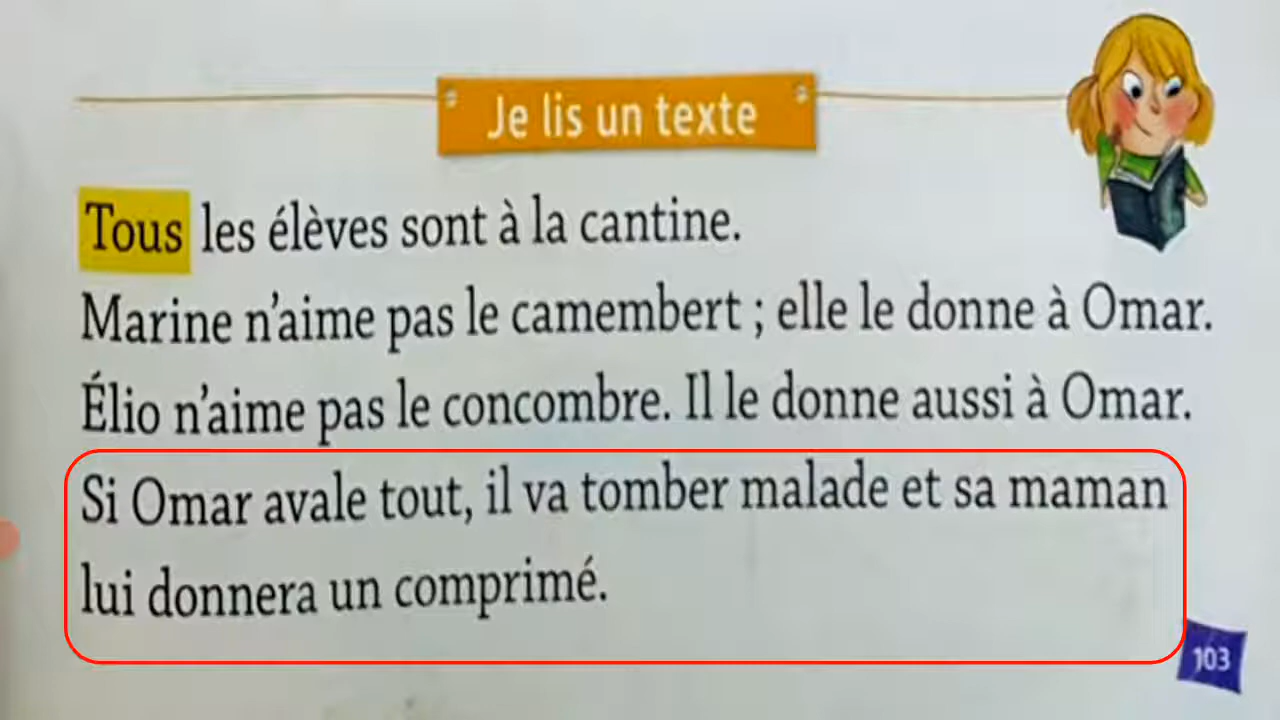 Je lis un texte
Tous les élèves sont à la cantine.
Marine n'aime pas le camembert ; elle le donne à Omar.
Élio n'aime pas le concombre. Il le donne aussi à Omar.
Si Omar avale tout, il va tomber malade et sa maman
lui donnera un comprimé.
103